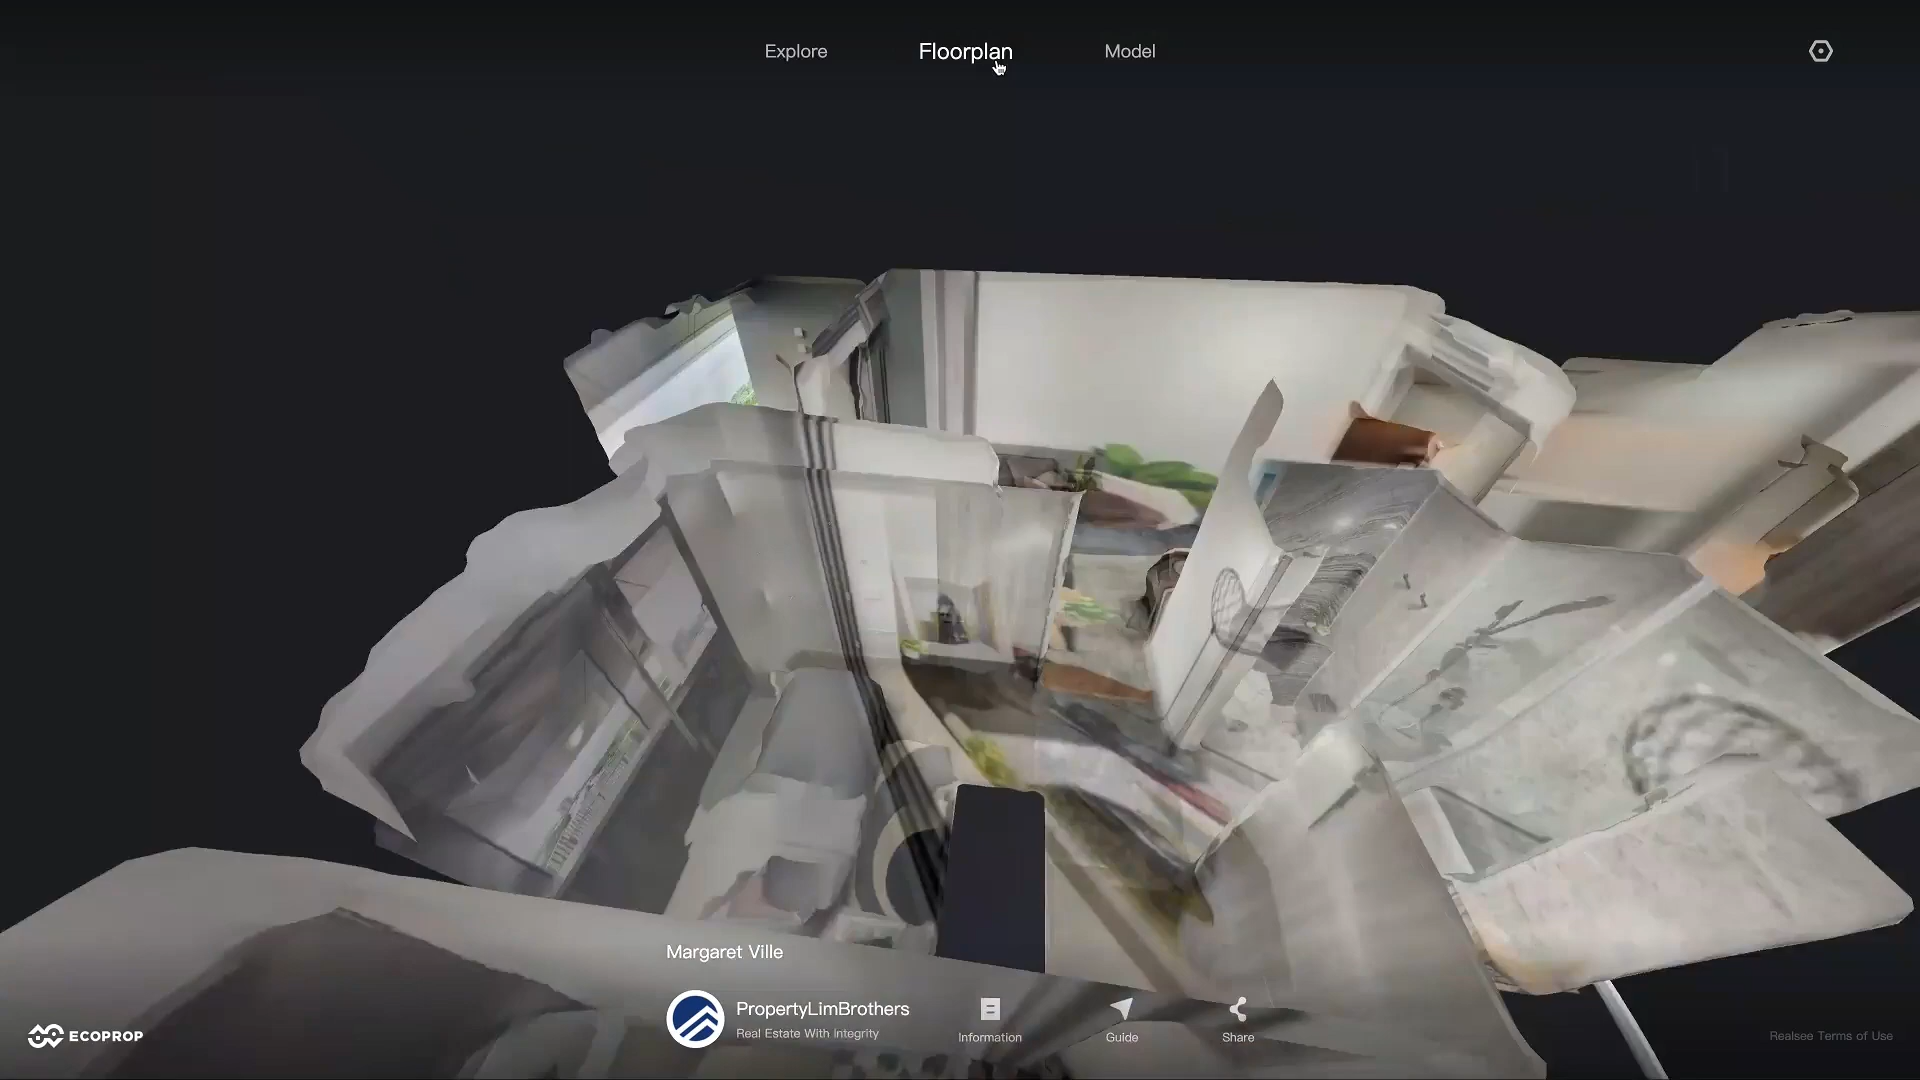 Explore
Floorplan
Model
Margaret Ville
PropertyLimBrothers
Real Estate With Integrity
Information
Guide
Share
ECOPROP
Realsee Terms of Use